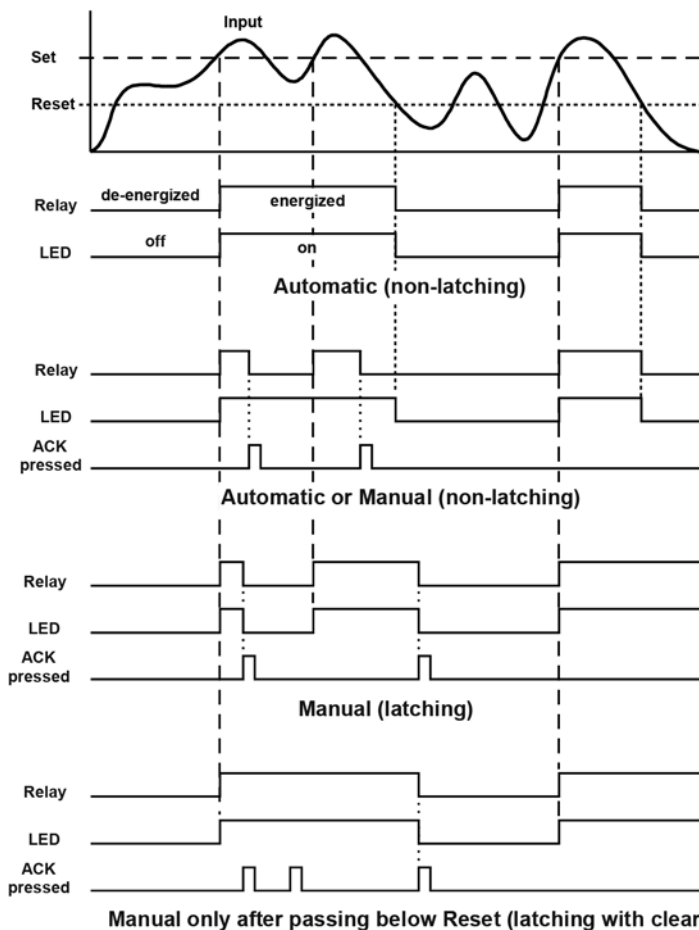 Input
Set
Reset
de-energized
energized
Relay
off
on
LED
Automatic (non-latching)
Relay
LED
ACK
pressed
Automatic or Manual (non-latching)
Relay
LED
ACK
pressed
Manual (latching)
Relay
LED
ACK
pressed
Manual only after passing below Reset (latching with clear